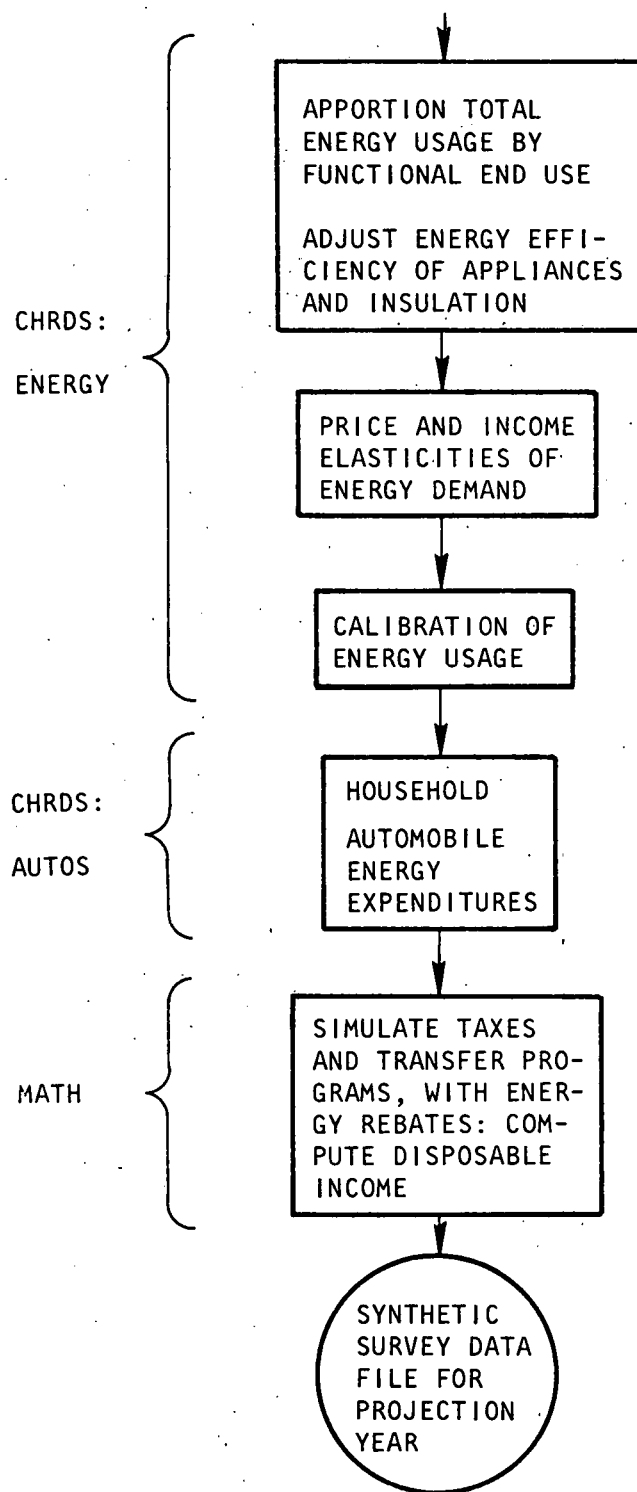 APPORTION TOTAL
ENERGY USAGE BY
FUNCTIONAL END USE
ADJUST ENERGY EFFI-
CIENCY OF APPLIANCES
AND INSULATION
CHRDS:
ENERGY
PRICE AND INCOME
ELASTICITIES OF
ENERGY DEMAND
CALIBRATION OF
ENERGY USAGE
CHRDS:
AUTOS
HOUSEHOLD
AUTOMOBILE
ENERGY
EXPENDITURES
MATH
SIMULATE TAXES
AND TRANSFER PRO-
GRAMS, WITH ENER-
GY REBATES: COM-
PUTE DISPOSABLE
INCOME
SYNTHETIC
SURVEY DATA
FILE FOR
PROJECTION
YEAR